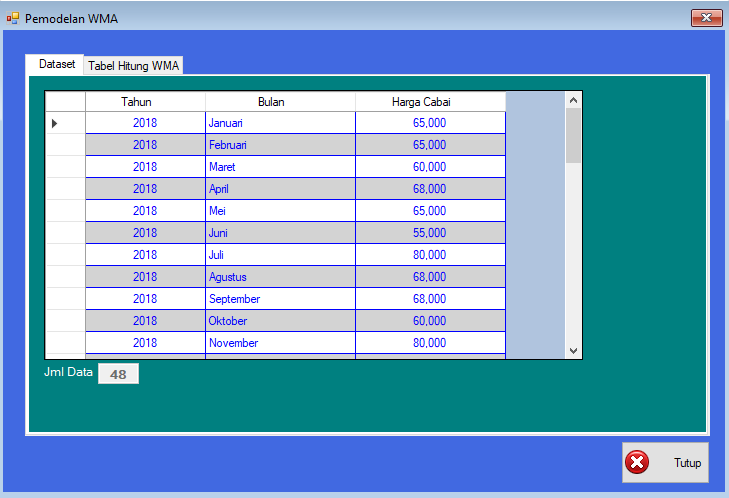 Pemodelan WMA
Dataset Tabel Hitung WMA
Tahun Bulan Harga Cabai
2018 Januari 65,000
2018 Februari 65,000
2018 Maret 60,000
2018 April 68,000
2018 Mei 65,000
2018 Juni 55,000
2018 Juli 80,000
2018 Agustus 68,000
2018 September 68,000
2018 Oktober 60,000
2018 November 80,000
Jml Data 48
Tutup